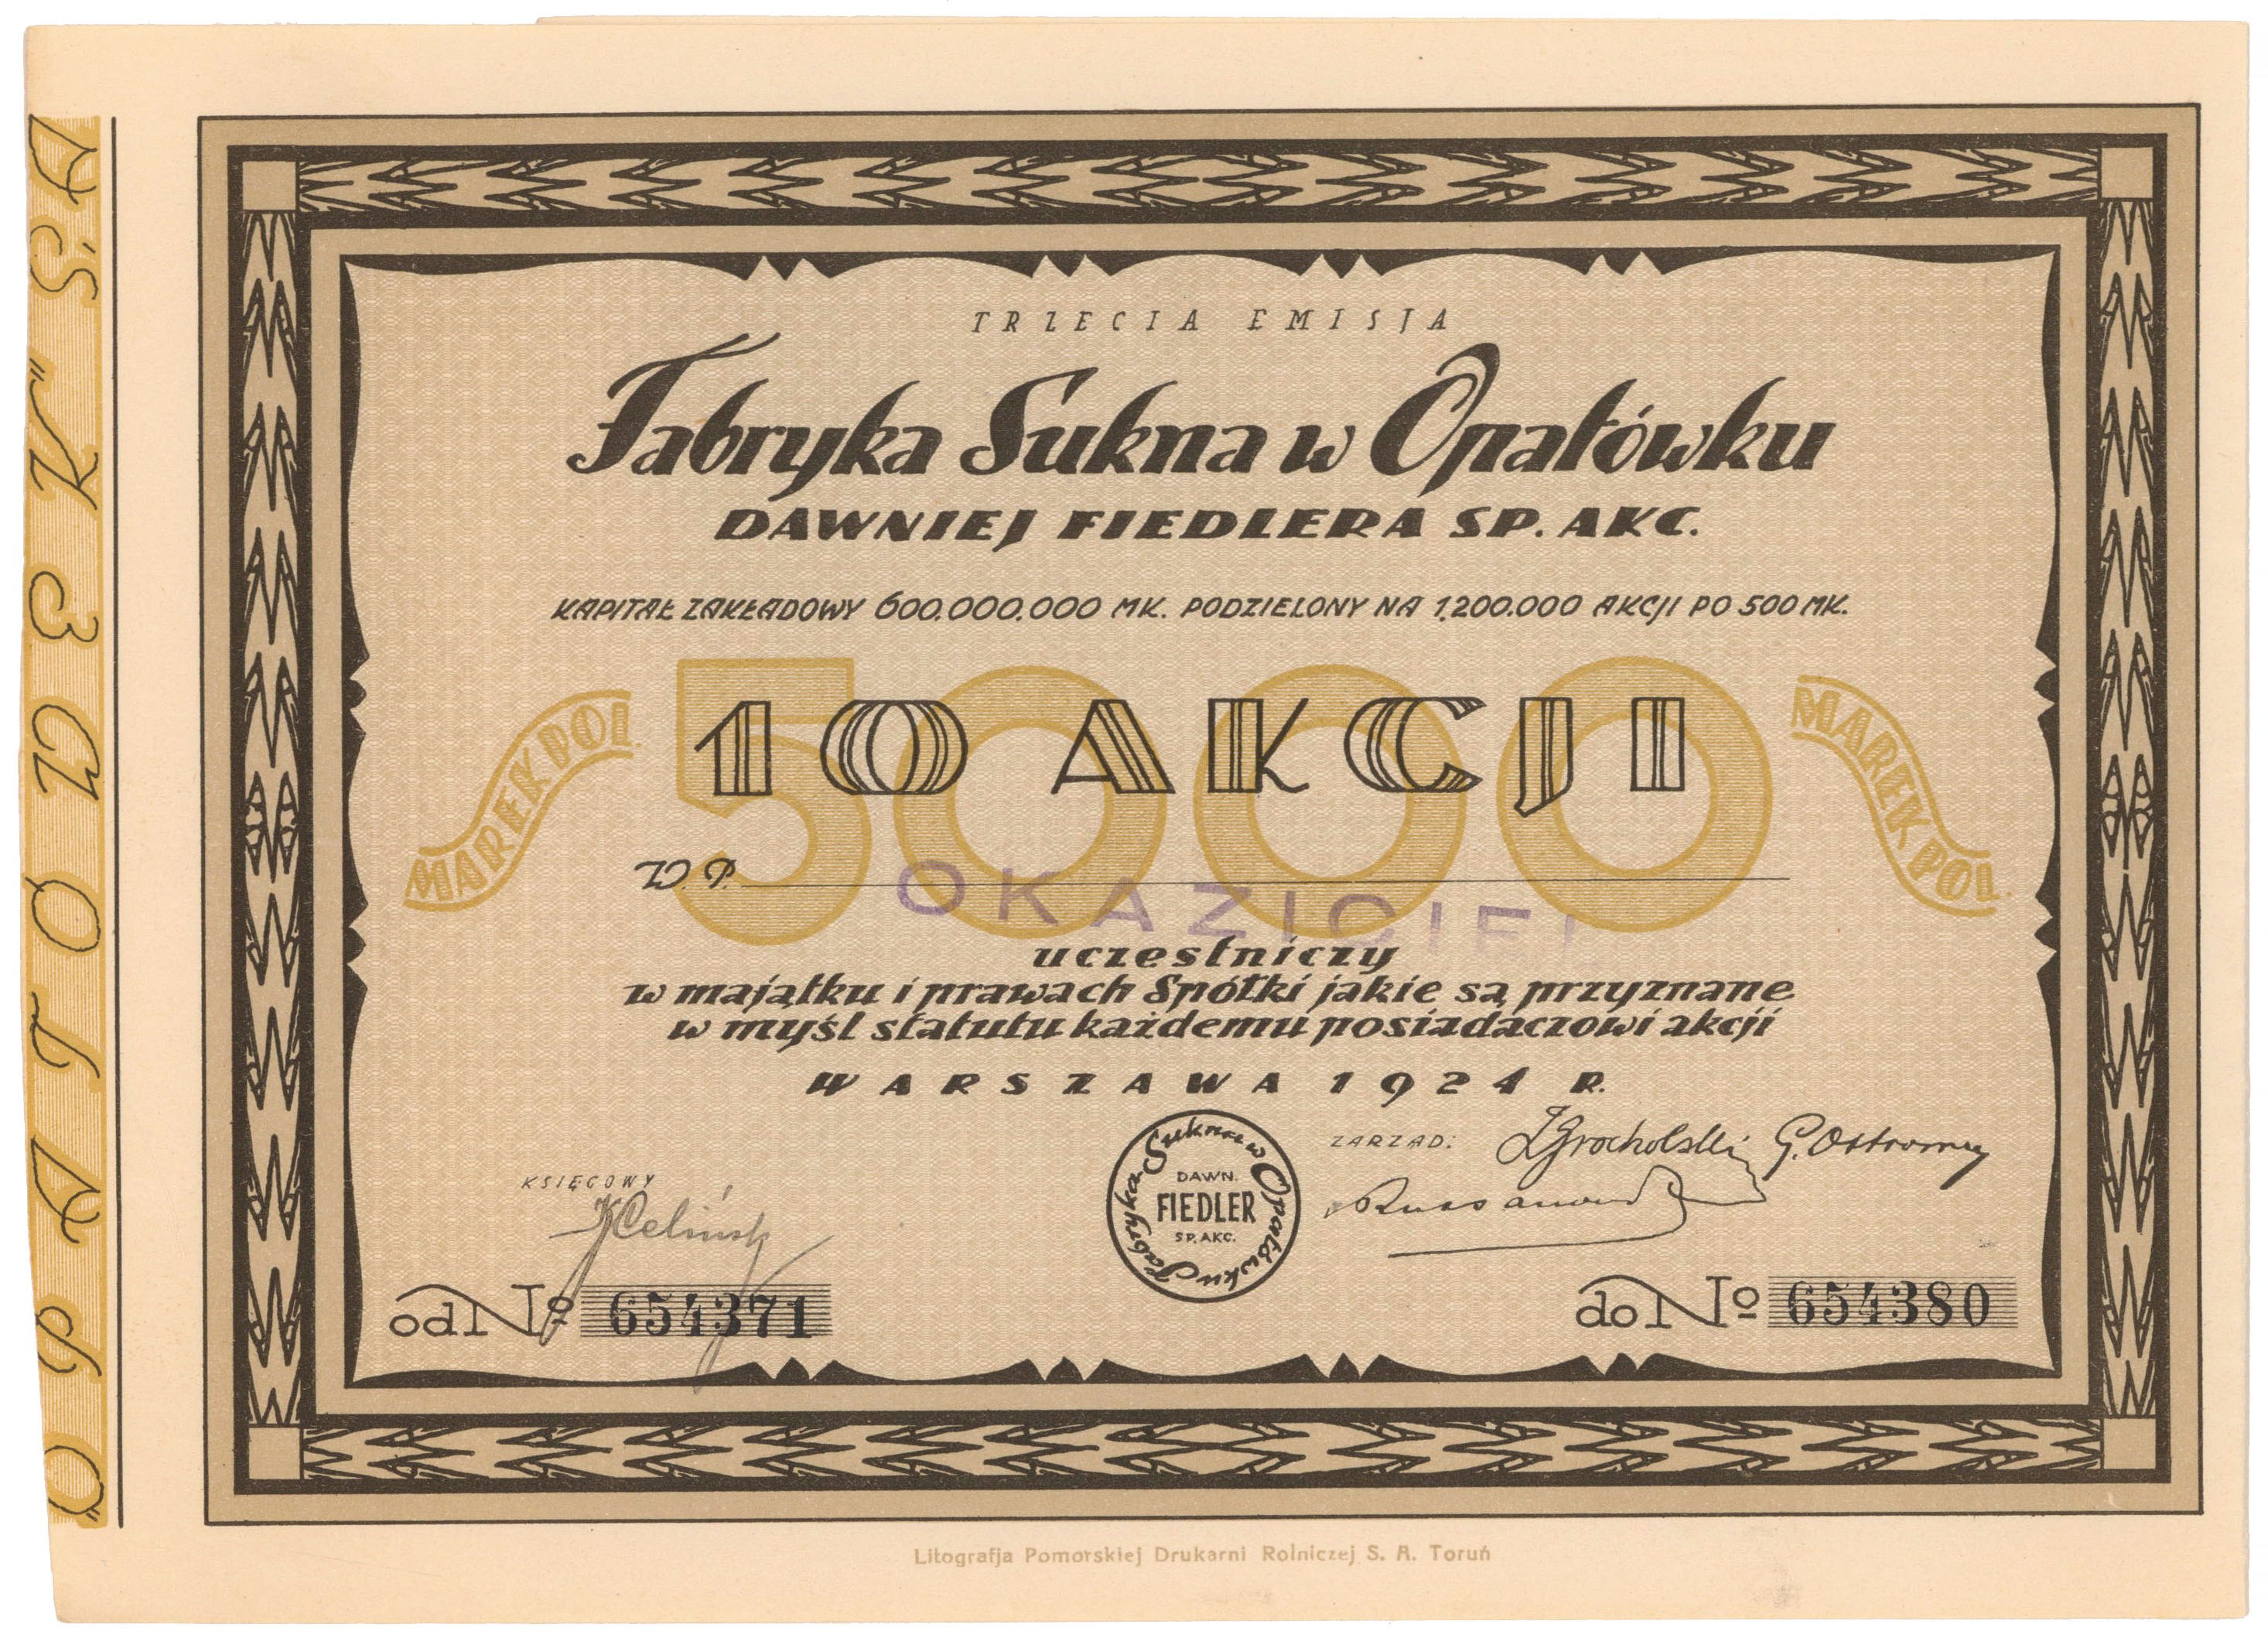 TRZECIA EMISJA
Fabryka Sukna w Opatówku
DAWNIEJ FIEDLERA SP. AKC.
KAPITAŁ ZAKŁADOWY 600.000.000 MK. PODZIELONY NA 1.200.000 AKCJI PO 500 MK.
MAREK POL. 5000 MAREK POL.
10 AKCJI
W. P.
OKAZICIEL
uczestniczy
w majątku i prawach Spółki jakie są przyznane
w myśl statutu każdemu posiadaczowi akcji
WARSZAWA 1924 R.
KSIĘGOWY
ZARZĄD:
Fabryka Sukna w Opatówku
DAWN.
FIEDLER
SP. AKC.
od No 654371
do No 654380
Litografja Pomorskiej Drukarni Rolniczej S. A. Toruń
„OPATÓWEK” S.A.